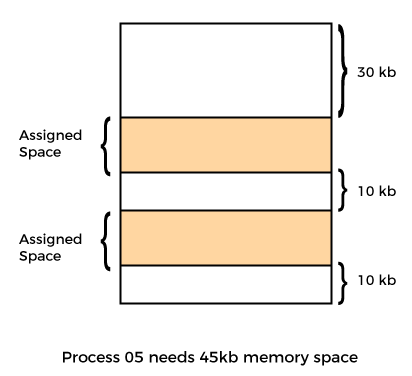 30 kb
Assigned
Space
10 kb
Assigned
Space
10 kb
Process 05 needs 45kb memory space